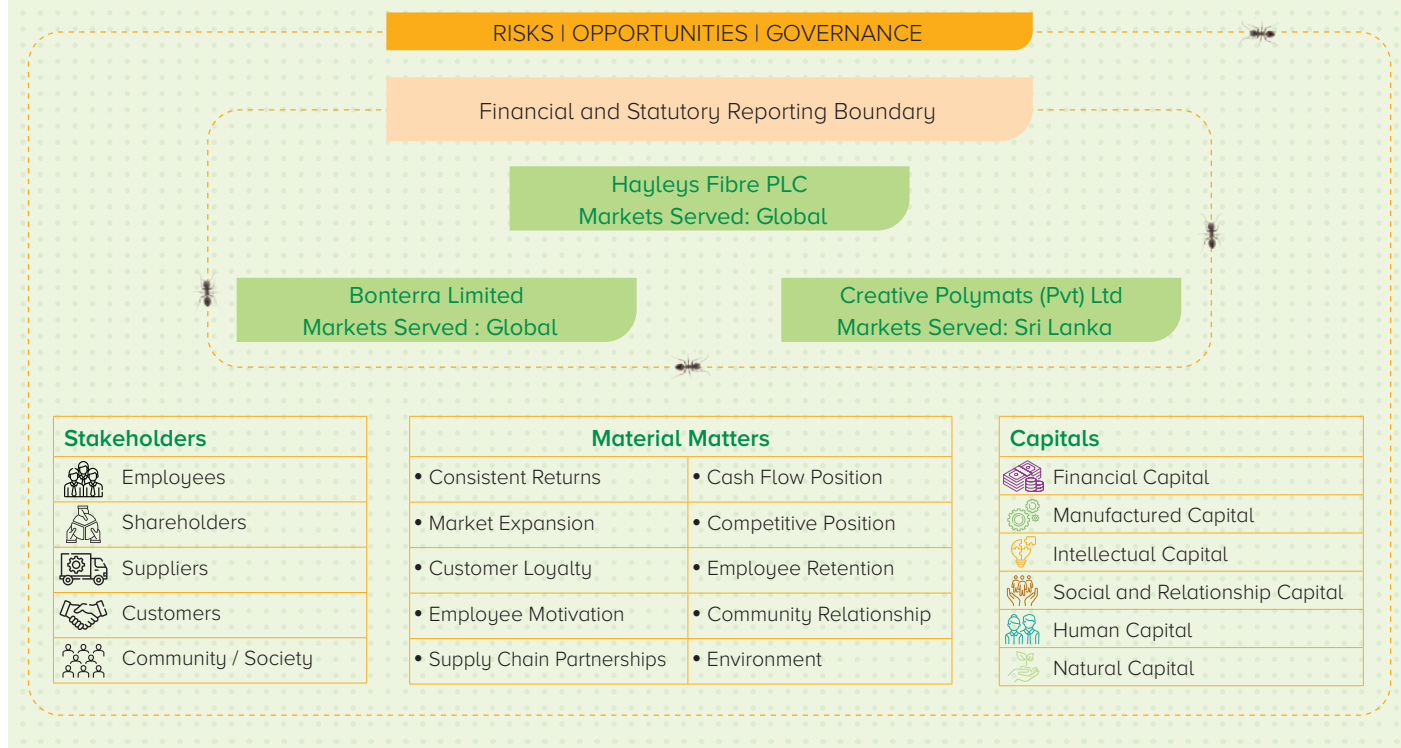 RISKS | OPPORTUNITIES | GOVERNANCE
Financial and Statutory Reporting Boundary
Hayleys Fibre PLC
Markets Served: Global
Bonterra Limited
Markets Served : Global
Creative Polymats (Pvt) Ltd
Markets Served: Sri Lanka
Stakeholders
Employees
Shareholders
Suppliers
Customers
Community / Society
Material Matters
• Consistent Returns
• Cash Flow Position
• Market Expansion
• Competitive Position
• Customer Loyalty
• Employee Retention
• Employee Motivation
• Community Relationship
• Supply Chain Partnerships
• Environment
Capitals
Financial Capital
Manufactured Capital
Intellectual Capital
Social and Relationship Capital
Human Capital
Natural Capital